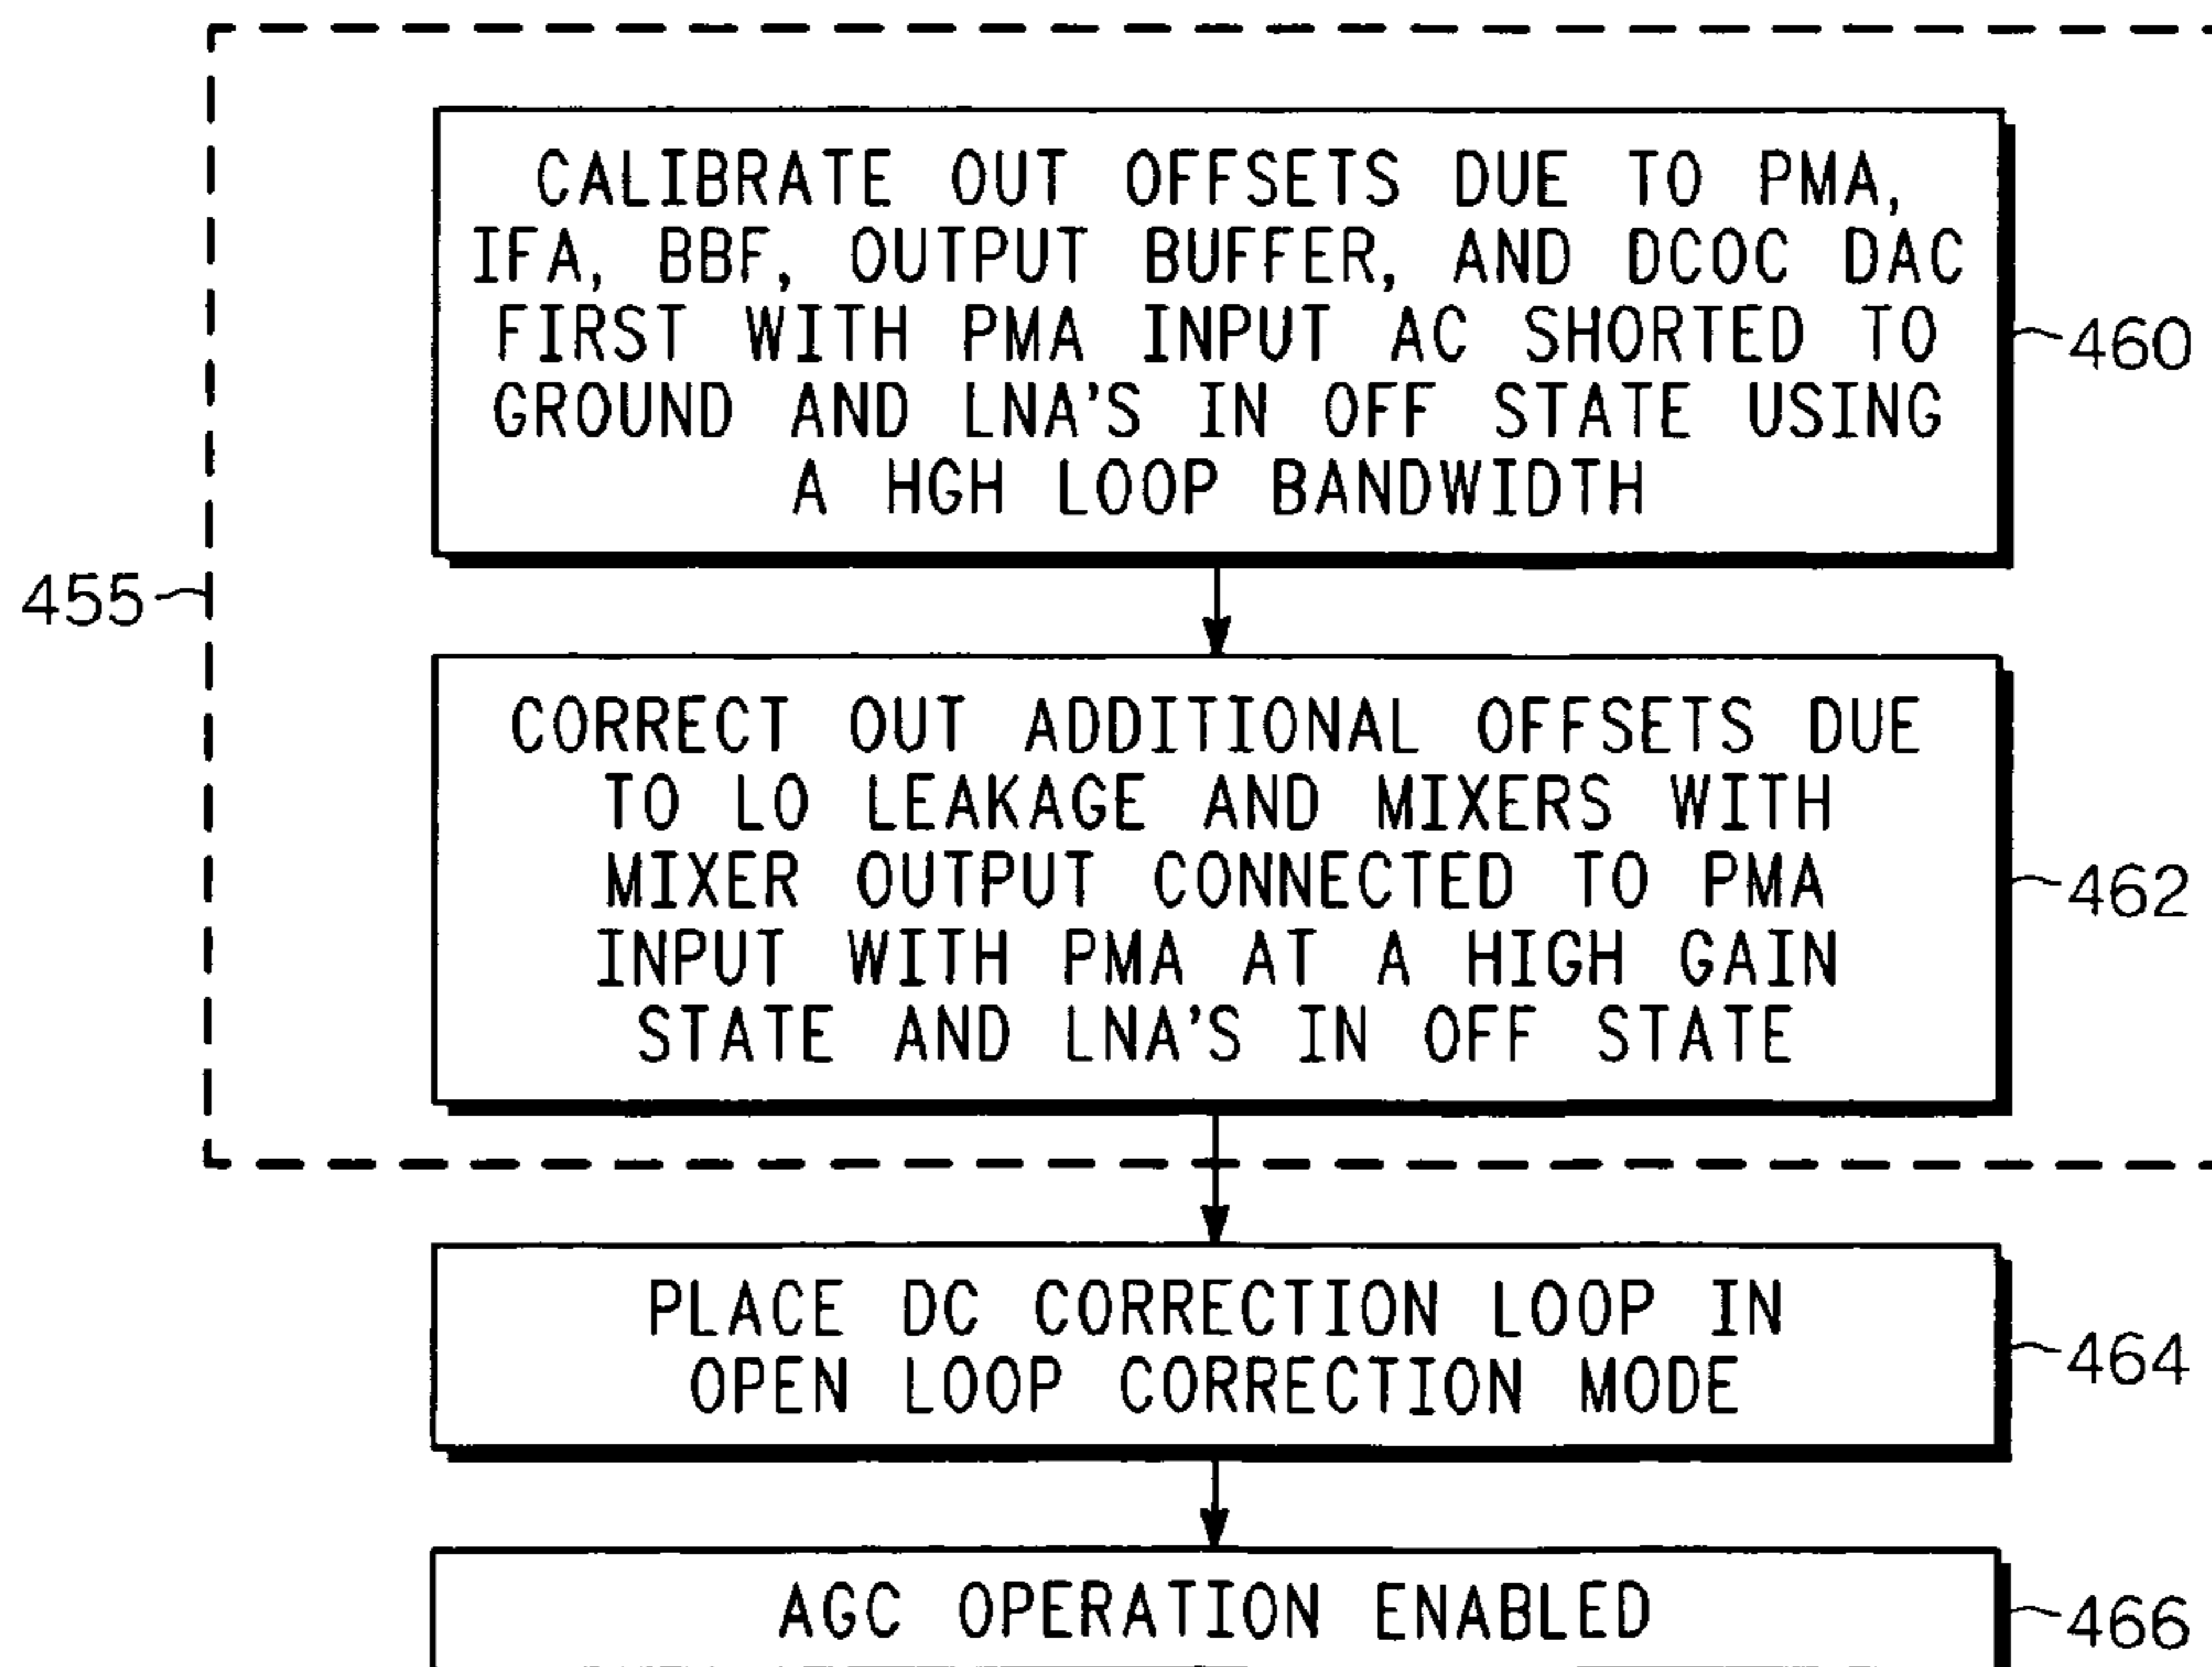 CALIBRATE OUT OFFSETS DUE TO PMA,
IFA, BBF, OUTPUT BUFFER, AND DCOC DAC
FIRST WITH PMA INPUT AC SHORTED TO
GROUND AND LNA'S IN OFF STATE USING
A HGH LOOP BANDWIDTH
460
455
CORRECT OUT ADDITIONAL OFFSETS DUE
TO LO LEAKAGE AND MIXERS WITH
MIXER OUTPUT CONNECTED TO PMA
INPUT WITH PMA AT A HIGH GAIN
STATE AND LNA'S IN OFF STATE
462
PLACE DC CORRECTION LOOP IN
OPEN LOOP CORRECTION MODE
464
AGC OPERATION ENABLED
466